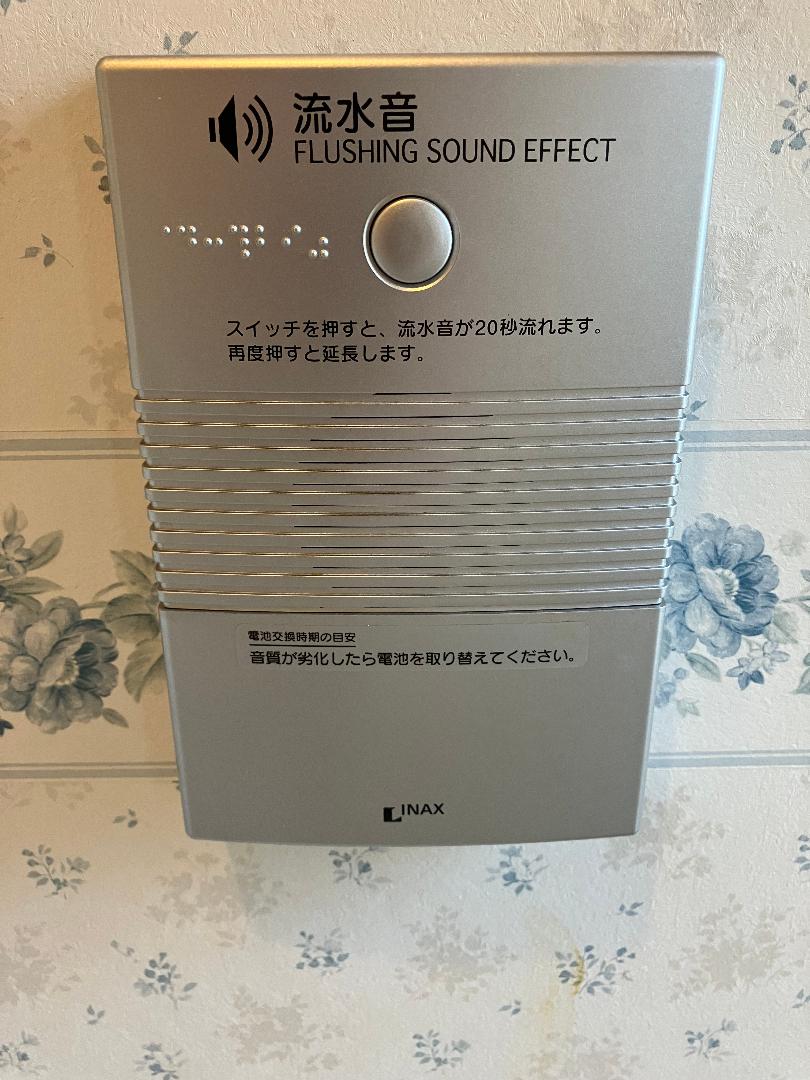 流水音
FLUSHING SOUND EFFECT
スイッチを押すと、流水音が20秒流れます。
再度押すと延長します。
電池交換時期の目安
音質が劣化したら電池を取り替えてください。
INAX